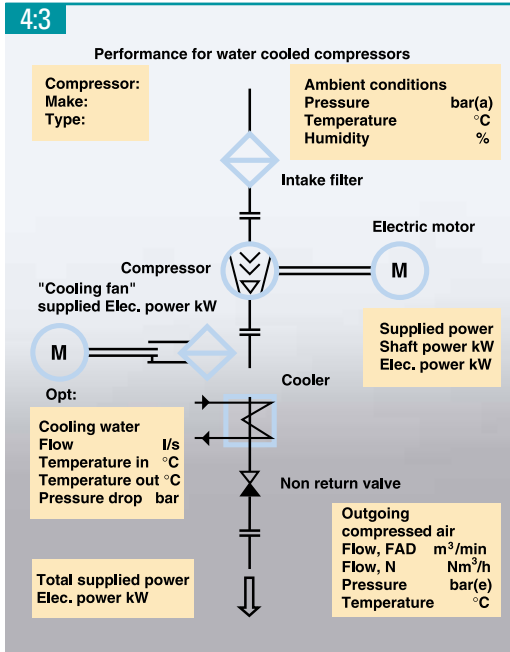 4:3
Performance for water cooled compressors
Compressor:
Make:
Type:
Ambient conditions
Pressure bar(a)
Temperature °C
Humidity %
Intake filter
Electric motor
Compressor
M
"Cooling fan"
supplied Elec. power kW
M
Supplied power
Shaft power kW
Elec. power kW
Cooler
Opt:
Cooling water
Flow l/s
Temperature in °C
Temperature out °C
Pressure drop bar
Non return valve
Outgoing
compressed air
Flow, FAD m³/min
Flow, N Nm³/h
Pressure bar(e)
Temperature °C
Total supplied power
Elec. power kW